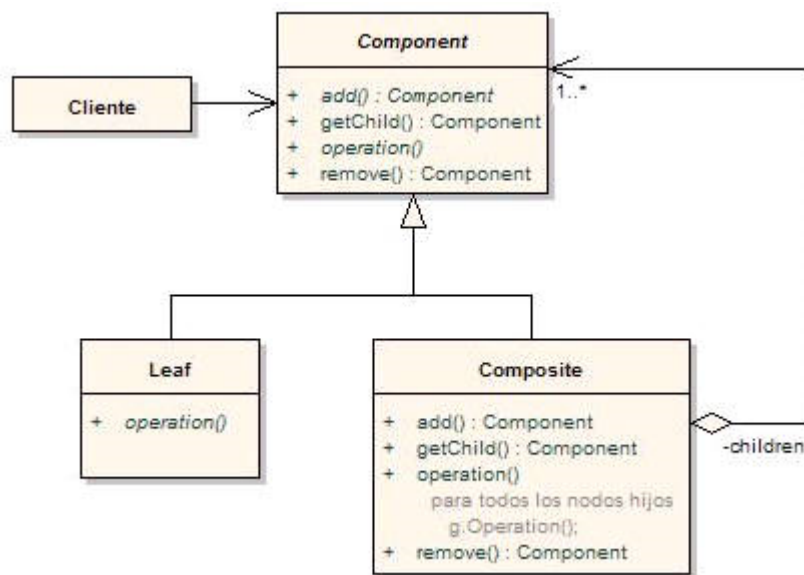 Component
+ add() : Component
+ getChild() : Component
+ operation()
+ remove() : Component
Cliente
1..*
Leaf
+ operation()
Composite
+ add() : Component
+ getChild() : Component
+ operation()
para todos los nodos hijos
g.Operation();
+ remove() : Component
-children